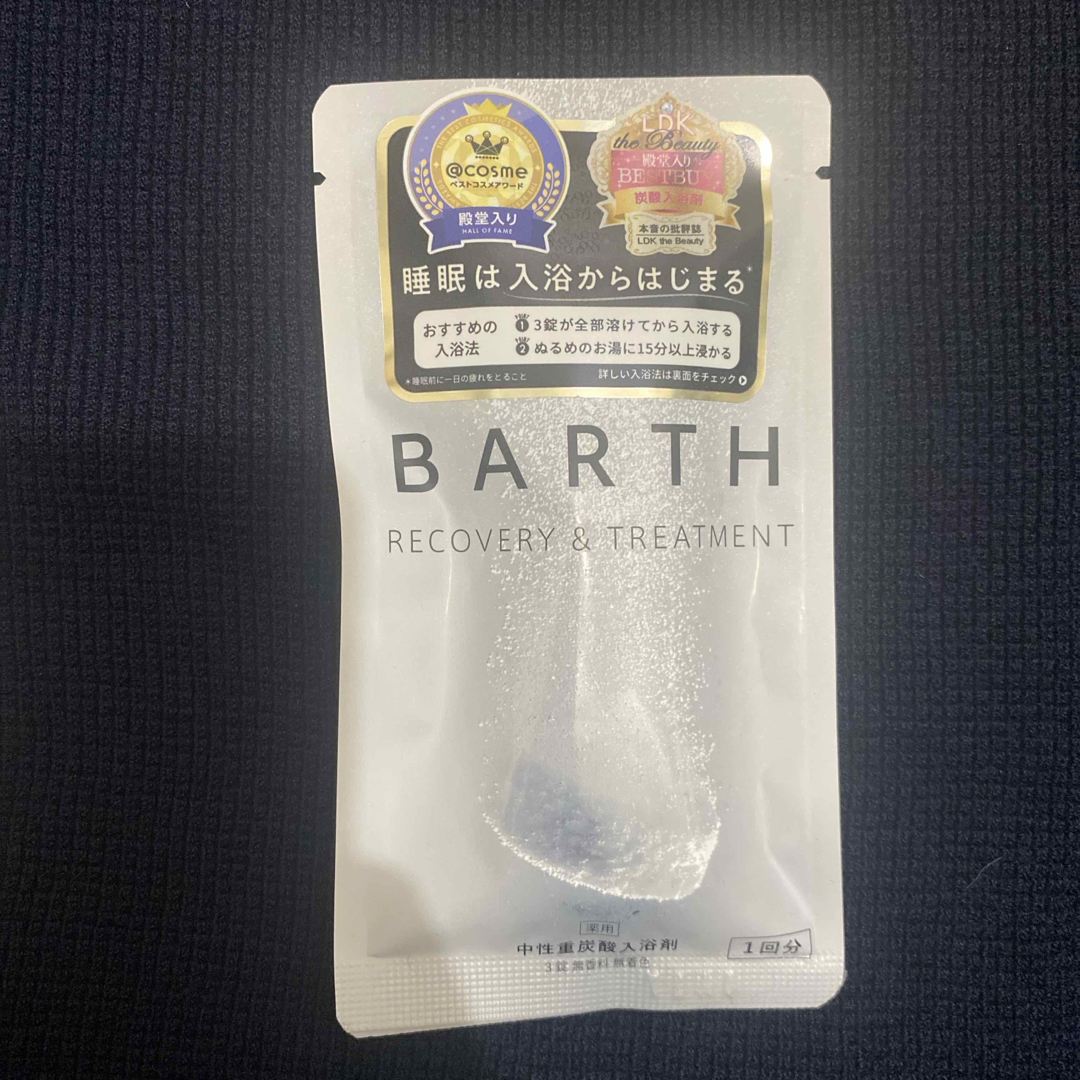 THE BEST COSMETICS AWARDS
@cosme
ベストコスメアワード
殿堂入り
HALL OF FAME
LDK
the Beauty
殿堂入り
炭酸入浴剤
本音の批評誌
LDK the Beauty
睡眠は入浴からはじまる*
おすすめの
入浴法
1 3錠が全部溶けてから入浴する
2 ぬるめのお湯に15分以上浸かる
*睡眠前に一日の疲れをとること
詳しい入浴法は裏面をチェック
BARTH
RECOVERY & TREATMENT
薬用
中性重炭酸入浴剤
3錠 無香料 無着色
1回分